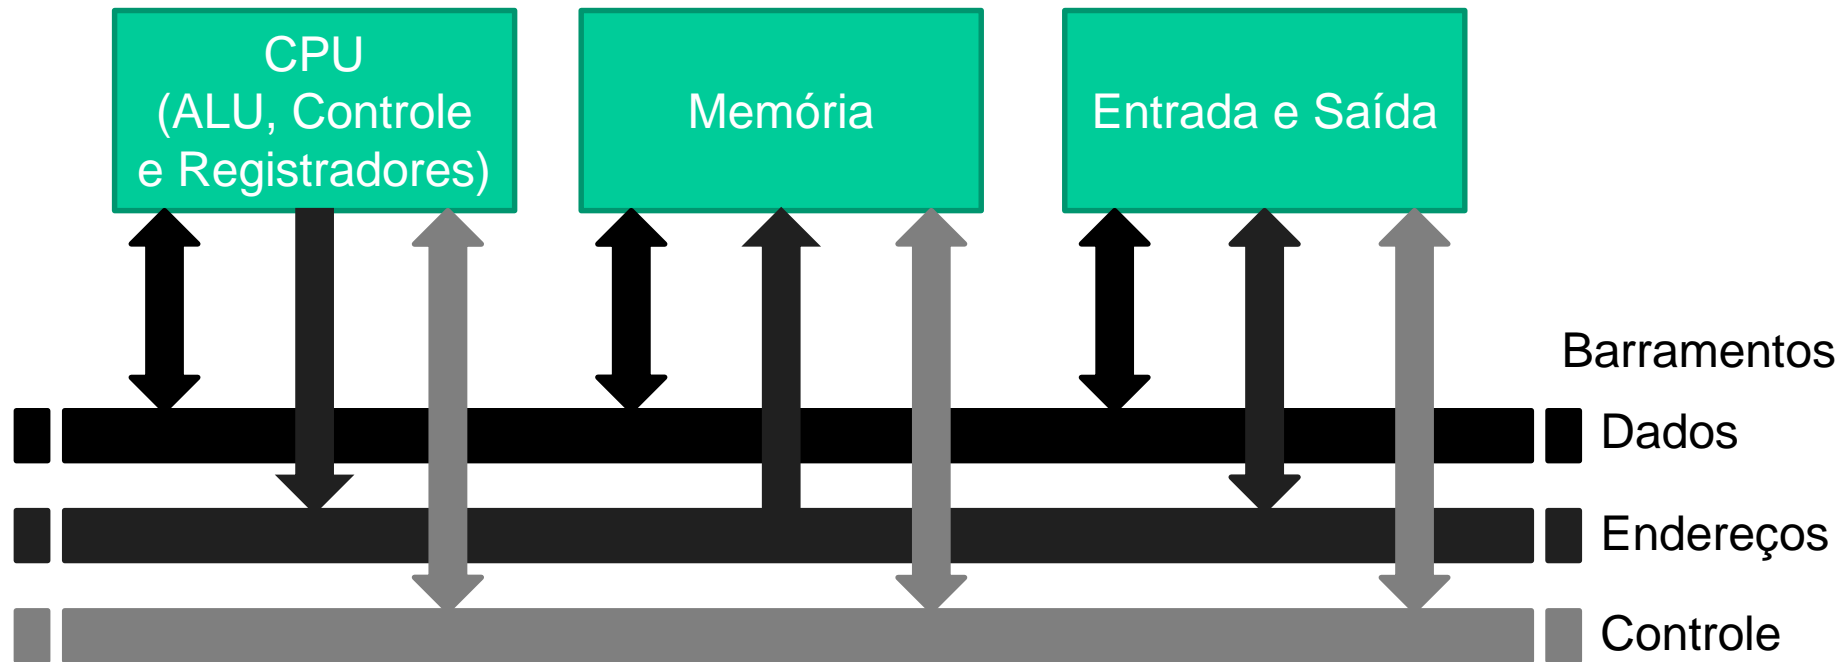 CPU
(ALU, Controle
e Registradores)
Memória
Entrada e Saída
Barramentos
Dados
Endereços
Controle